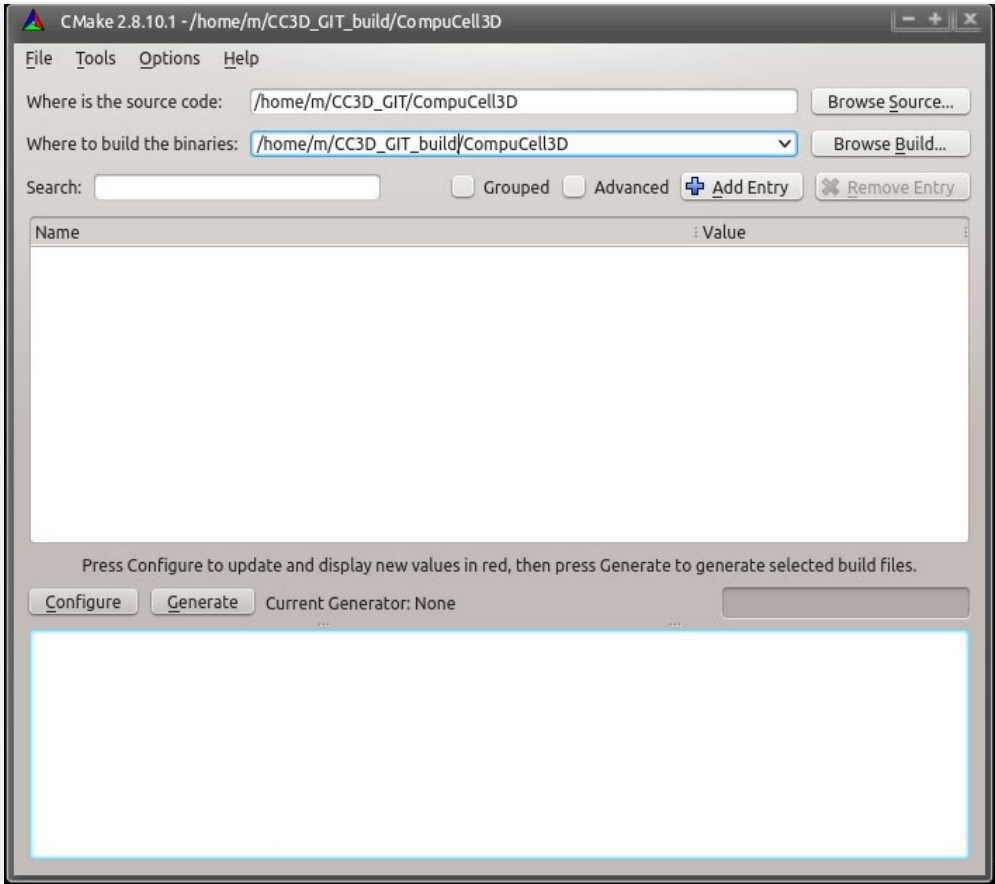 CMake 2.8.10.1 - /home/m/CC3D_GIT_build/CompuCell3D
File Tools Options Help
Where is the source code: /home/m/CC3D_GIT/CompuCell3D Browse Source...
Where to build the binaries: /home/m/CC3D_GIT_build/CompuCell3D Browse Build...
Search: Grouped Advanced Add Entry Remove Entry
Name Value
Press Configure to update and display new values in red, then press Generate to generate selected build files.
Configure Generate Current Generator: None